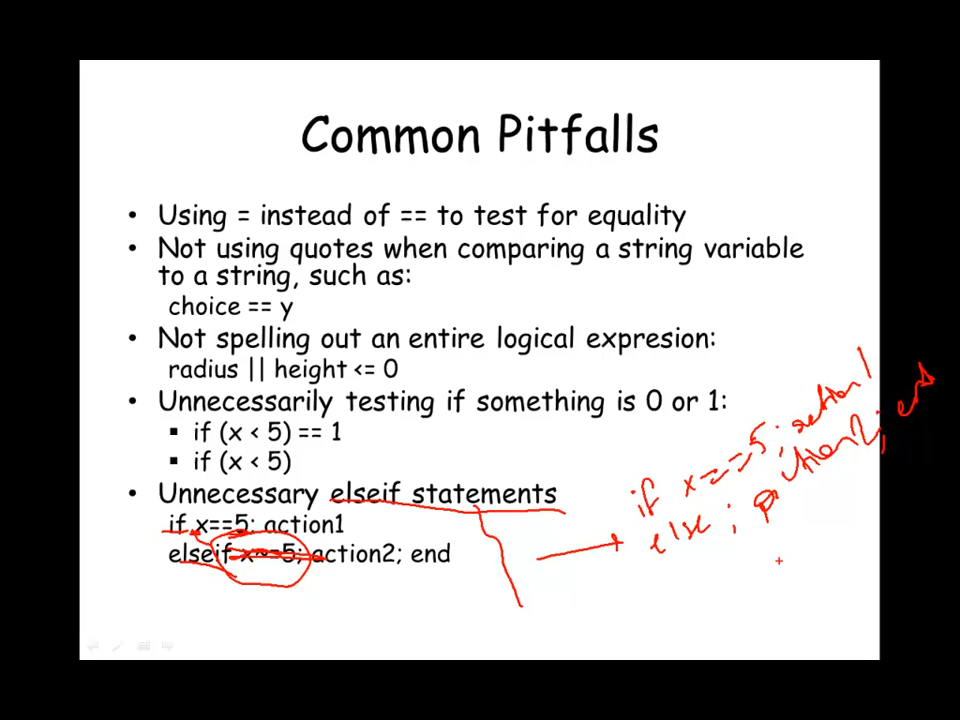 Common Pitfalls
• Using = instead of == to test for equality
• Not using quotes when comparing a string variable
to a string, such as:
choice == y
• Not spelling out an entire logical expresion:
radius || height <= 0
• Unnecessarily testing if something is 0 or 1:
▪ if (x < 5) == 1
▪ if (x < 5)
• Unnecessary elseif statements
if x==5; action1
elseif x~=5; action2; end
if x==5; action1
else; action2; end